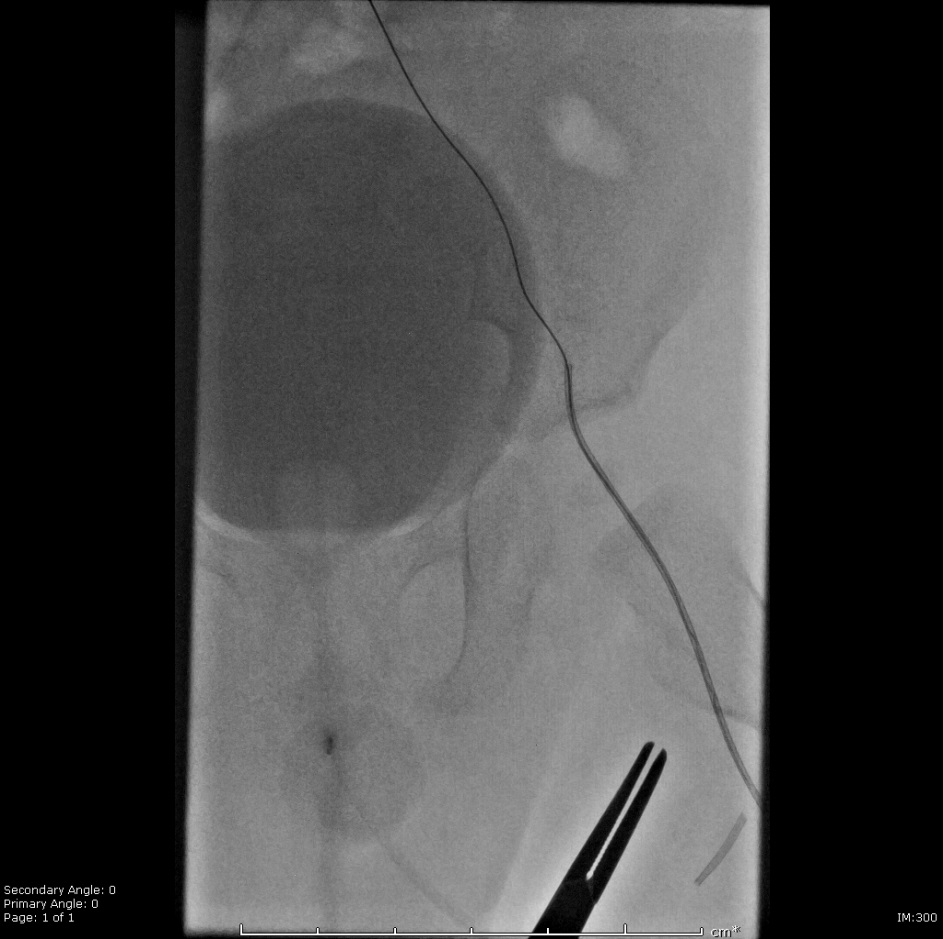 Secondary Angle: 0
Primary Angle: 0
Page: 1 of 1
IM:300
cm*